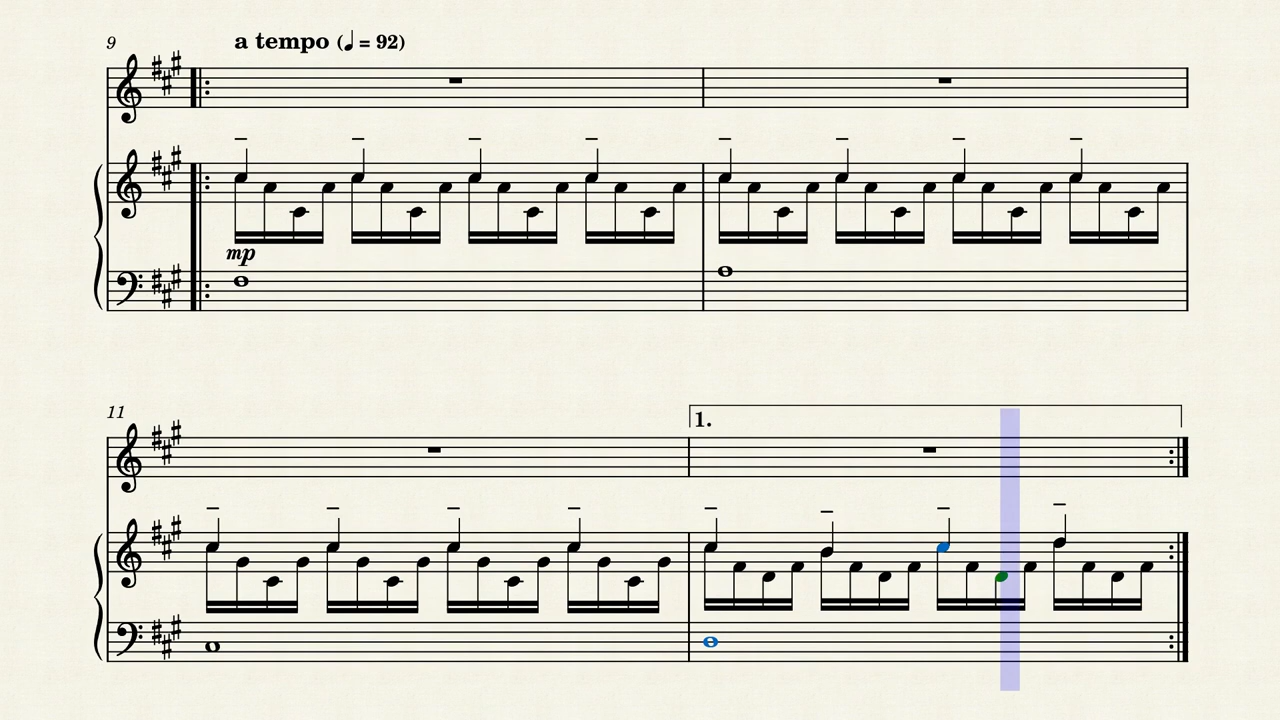 9
a tempo (♩ = 92)
mp
11
1.